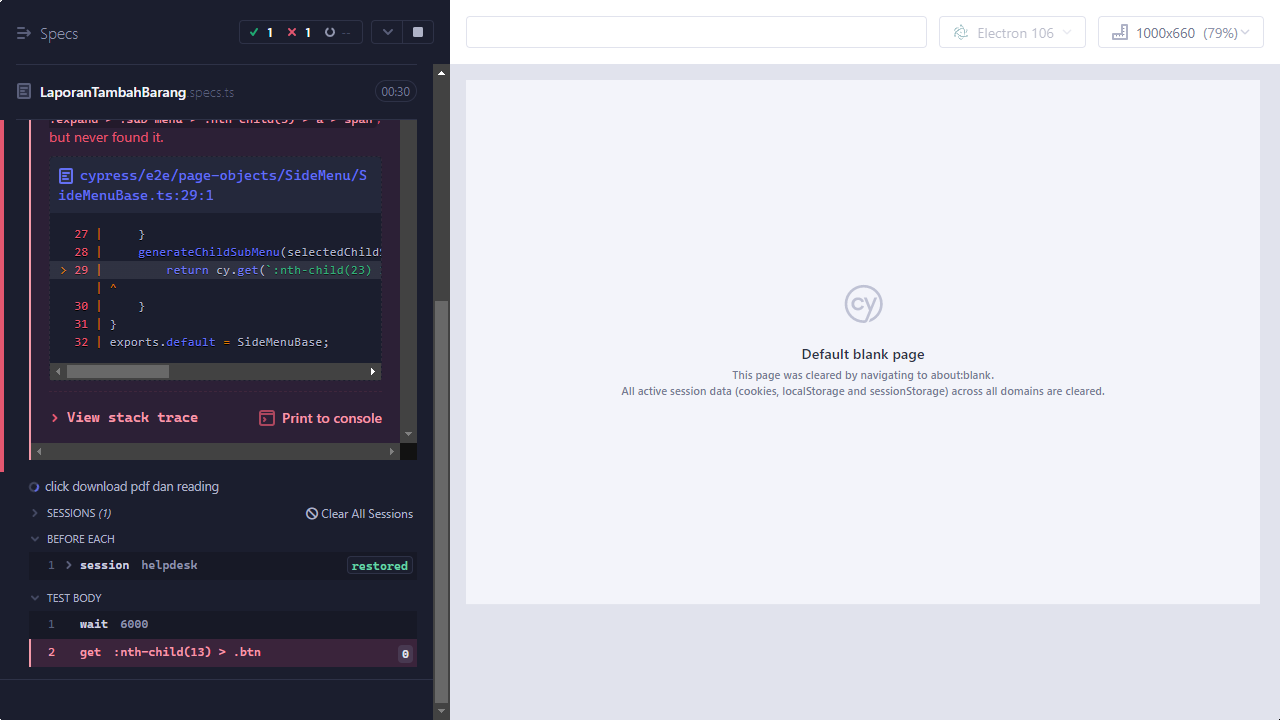 Specs
1
1
--
LaporanTambahBarang.specs.ts
00:30
.expand > .sub-menu > :nth-child(5) > a > span,
but never found it.
cypress/e2e/page-objects/SideMenu/S
ideMenuBase.ts:29:1
27 |     }
28 |     generateChildSubMenu(selectedChildS
> 29 |         return cy.get(`:nth-child(23)
| ^
30 |     }
31 | }
32 | exports.default = SideMenuBase;
View stack trace
Print to console
click download pdf dan reading
SESSIONS (1)
Clear All Sessions
BEFORE EACH
1 > session helpdesk
restored
TEST BODY
1 wait 6000
2 get :nth-child(13) > .btn
0
Electron 106
1000x660 (79%)
cy
Default blank page
This page was cleared by navigating to about:blank.
All active session data (cookies, localStorage and sessionStorage) across all domains are cleared.